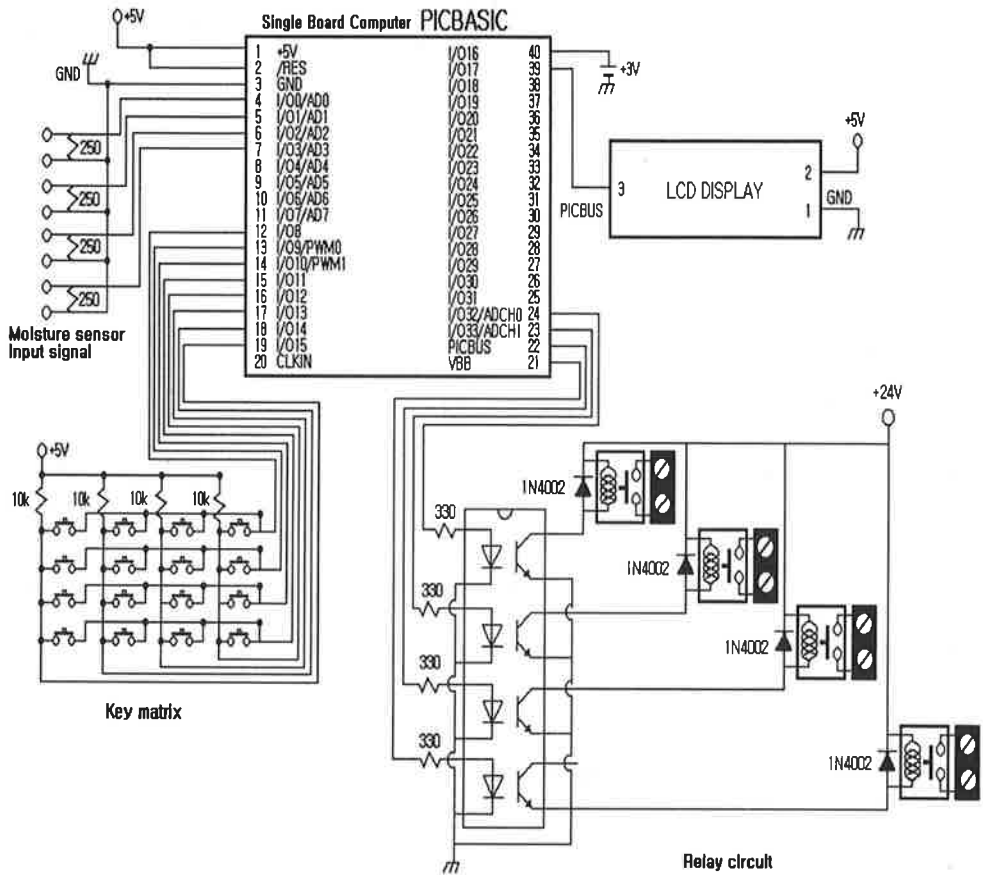 +5V
Single Board Computer PICBASIC
1 +5V
2 /RES
3 GND
4 I/O0/AD0
5 I/O1/AD1
6 I/O2/AD2
7 I/O3/AD3
8 I/O4/AD4
9 I/O5/AD5
10 I/O6/AD6
11 I/O7/AD7
12 I/O8
13 I/O9/PWM0
14 I/O10/PWM1
15 I/O11
16 I/O12
17 I/O13
18 I/O14
19 I/O15
20 CLKIN
I/O16 40
I/O17 39
I/O18 38
I/O19 37
I/O20 36
I/O21 35
I/O22 34
I/O23 33
I/O24 32
I/O25 31
I/O26 30
I/O27 29
I/O28 28
I/O29 27
I/O30 26
I/O31 25
I/O32/ADCH0 24
I/O33/ADCH1 23
PICBUS 22
VBB 21
GND
250
250
250
250
Moisture sensor
Input signal
+3V
+5V
3 LCD DISPLAY 2
1
PICBUS
GND
+5V
10k 10k 10k 10k
Key matrix
+24V
1N4002
1N4002
1N4002
1N4002
330
330
330
330
Relay circuit